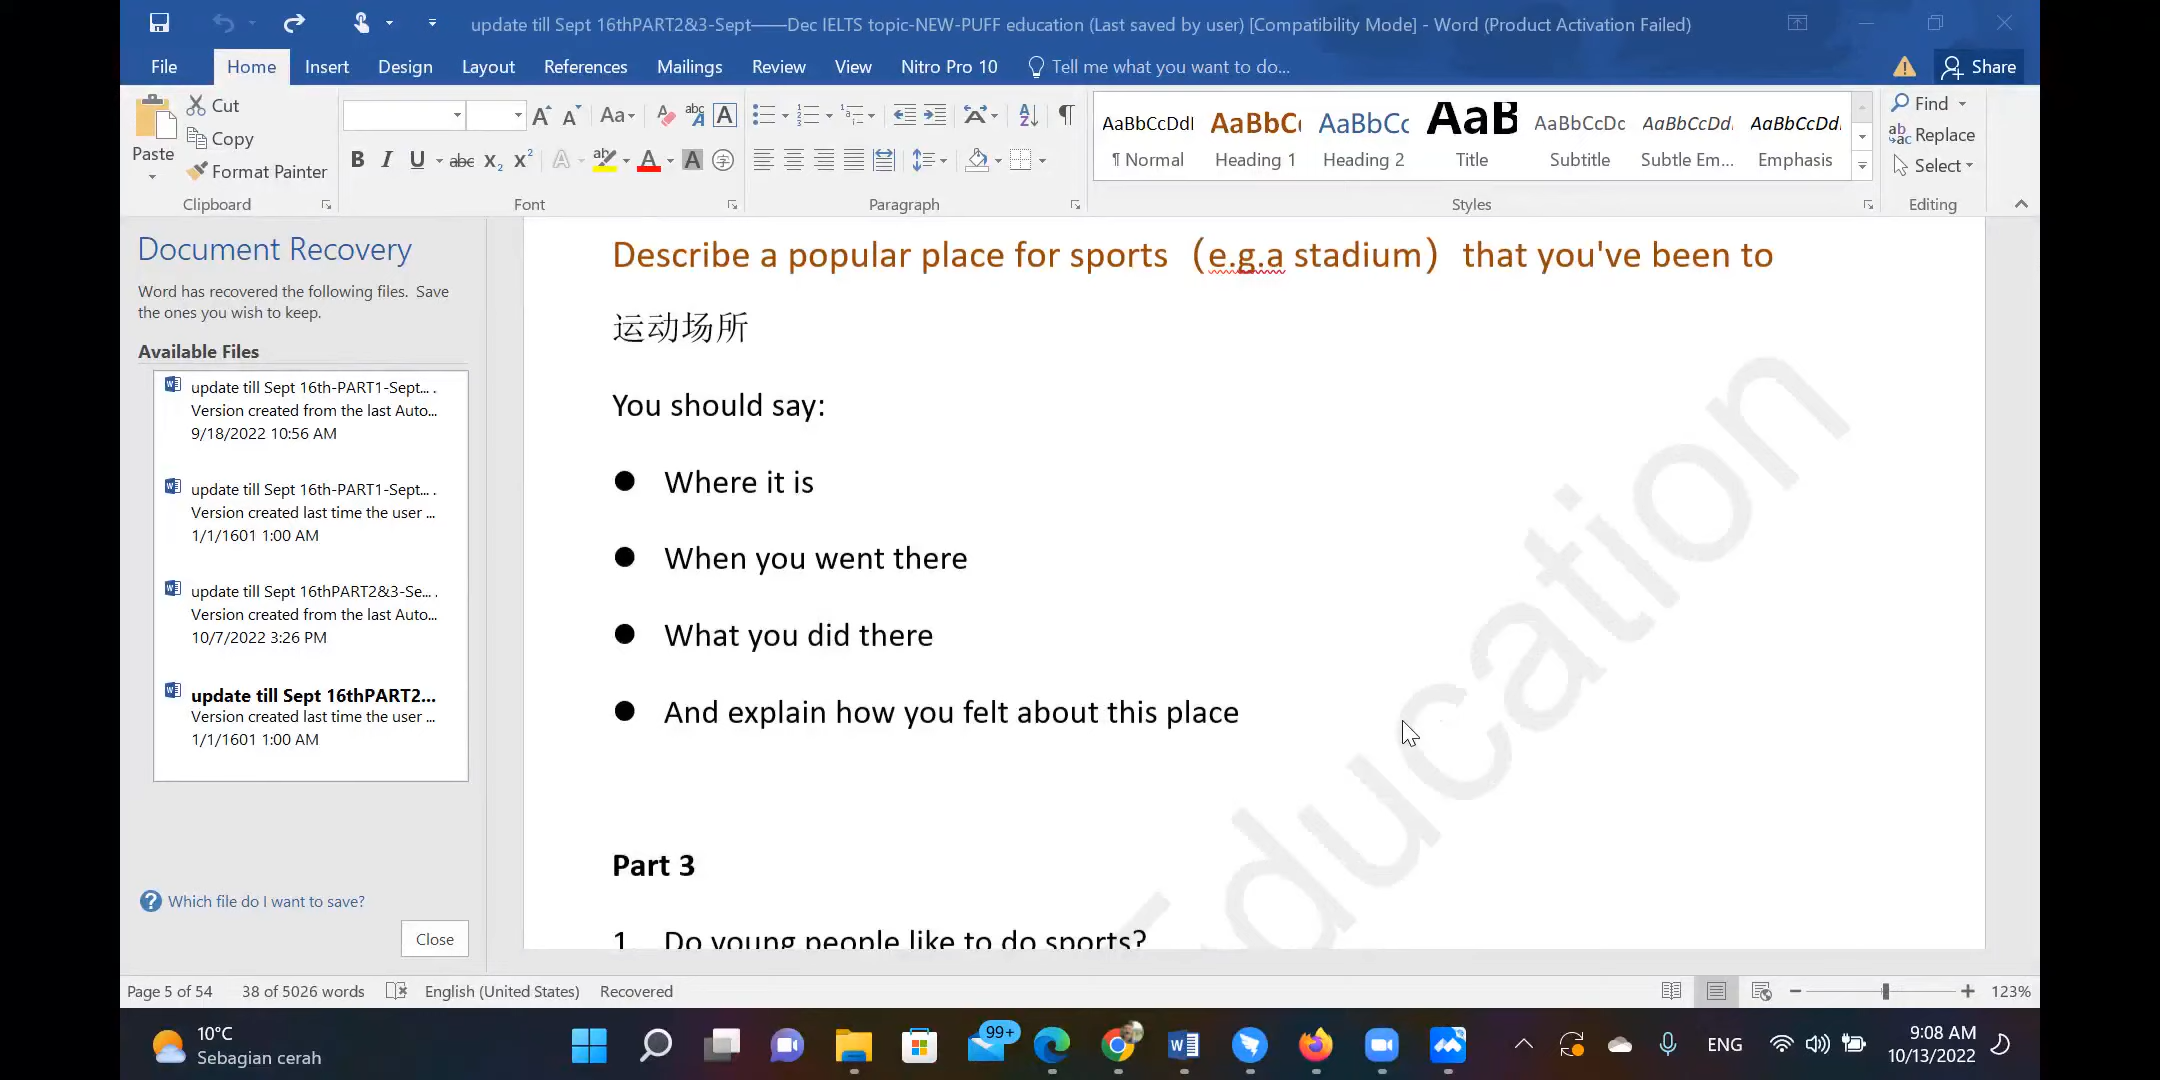 update till Sept 16thPART2&3-Sept——Dec IELTS topic-NEW-PUFF education (Last saved by user) [Compatibility Mode] - Word (Product Activation Failed)
File Home Insert Design Layout References Mailings Review View Nitro Pro 10 Tell me what you want to do... Share
Paste
Cut
Copy
Format Painter
Clipboard
Font
Paragraph
AaBbCcDdI AaBbC AaBbCc AaB AaBbCcDc AaBbCcDd AaBbCcDd
¶ Normal Heading 1 Heading 2 Title Subtitle Subtle Em... Emphasis
Styles
Find
Replace
Select
Editing
Document Recovery
Word has recovered the following files. Save
the ones you wish to keep.
Available Files
update till Sept 16th-PART1-Sept... .
Version created from the last Auto...
9/18/2022 10:56 AM
update till Sept 16th-PART1-Sept... .
Version created last time the user ...
1/1/1601 1:00 AM
update till Sept 16thPART2&3-Se... .
Version created from the last Auto...
10/7/2022 3:26 PM
update till Sept 16thPART2...
Version created last time the user ...
1/1/1601 1:00 AM
Which file do I want to save?
Close
Describe a popular place for sports（e.g.a stadium）that you've been to
运动场所
You should say:
● Where it is
● When you went there
● What you did there
● And explain how you felt about this place
Part 3
1 Do young people like to do sports?
Education
Page 5 of 54 38 of 5026 words English (United States) Recovered 123%
10°C
Sebagian cerah
99+
ENG
9:08 AM
10/13/2022